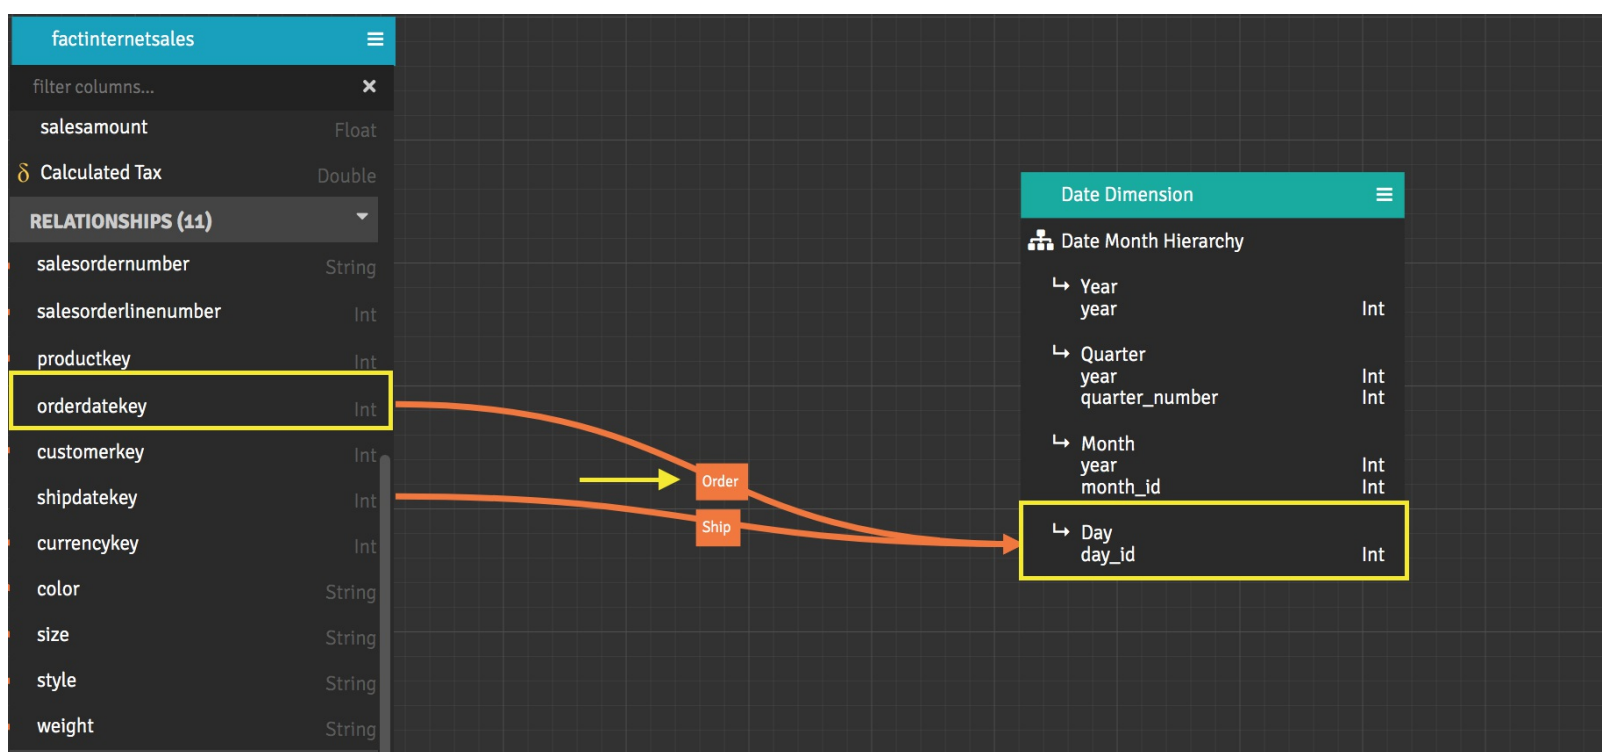 factinternetsales
filter columns...
salesamount Float
δ Calculated Tax Double
RELATIONSHIPS (11)
salesordernumber String
salesorderlinenumber Int
productkey Int
orderdatekey Int
customerkey Int
shipdatekey Int
currencykey Int
color String
size String
style String
weight String
Order
Ship
Date Dimension
Date Month Hierarchy
Year
year Int
Quarter
year Int
quarter_number Int
Month
year Int
month_id Int
Day
day_id Int